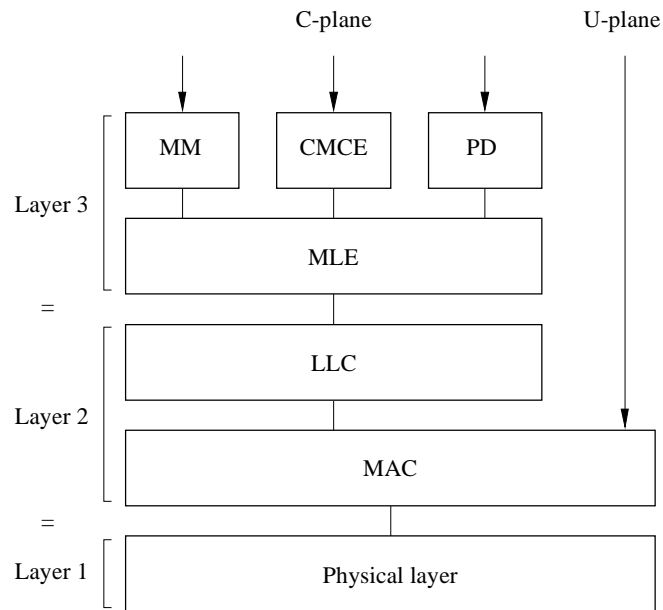 C-plane U-plane
MM CMCE PD
Layer 3
MLE
=
LLC
Layer 2
MAC
=
Layer 1 Physical layer